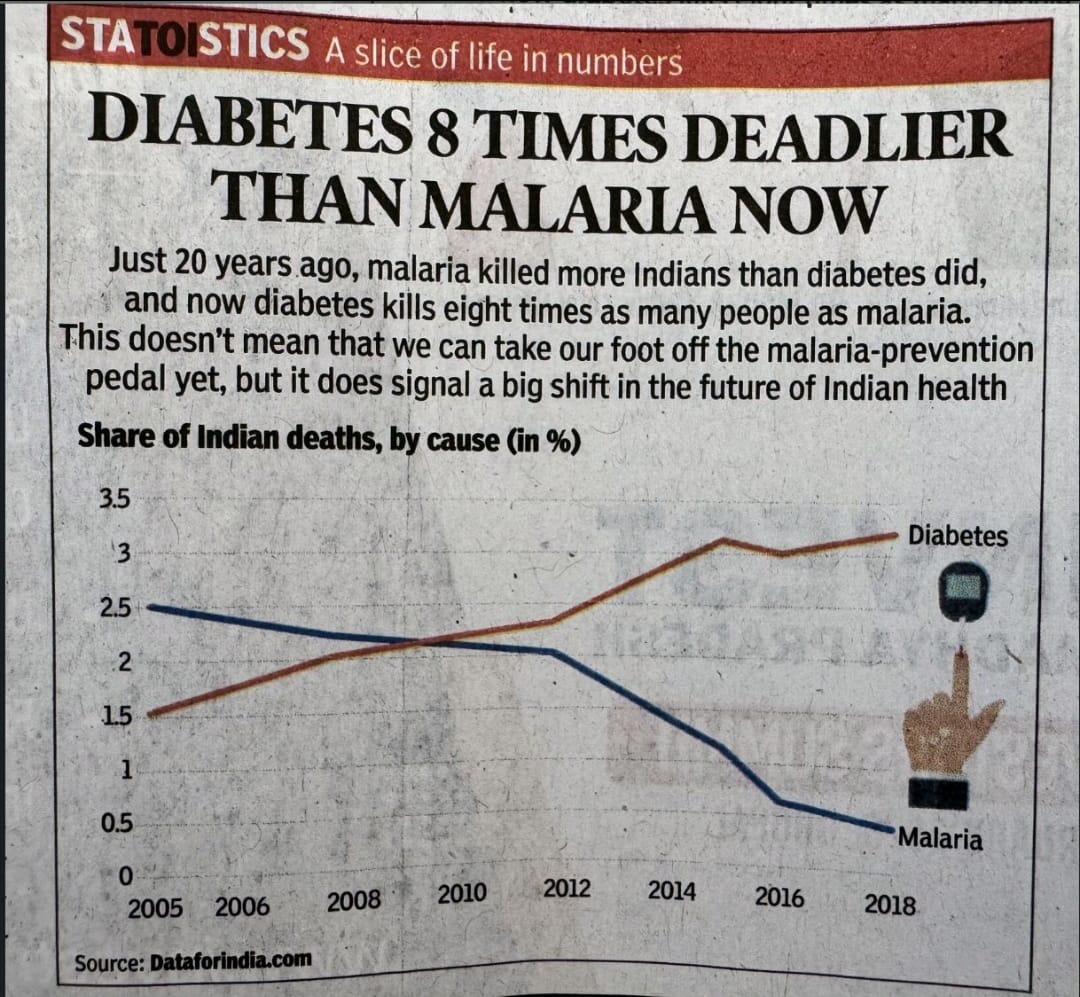 STATOISTICS A slice of life in numbers
DIABETES 8 TIMES DEADLIER
THAN MALARIA NOW
Just 20 years ago, malaria killed more Indians than diabetes did,
and now diabetes kills eight times as many people as malaria.
This doesn't mean that we can take our foot off the malaria-prevention
pedal yet, but it does signal a big shift in the future of Indian health
Share of Indian deaths, by cause (in %)
3.5
3
2.5
2
1.5
1
0.5
0
Diabetes
Malaria
2005 2006 2008 2010 2012 2014 2016 2018
Source: Dataforindia.com